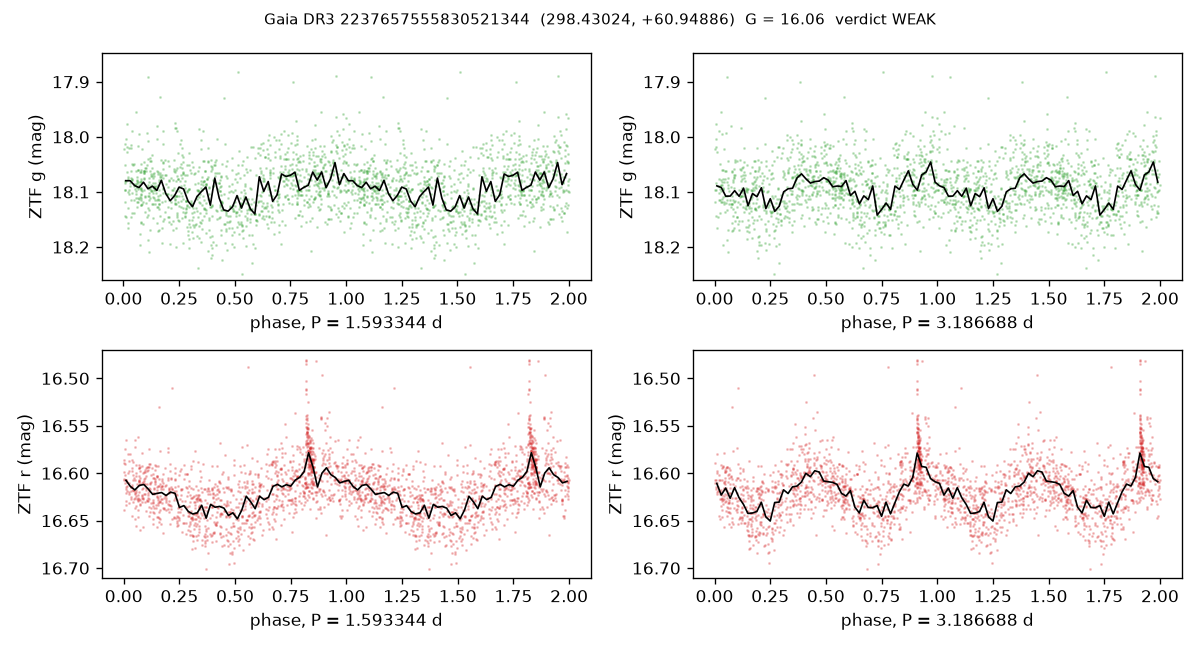 Gaia DR3 2237657555830521344 (298.43024, +60.94886) G = 16.06 verdict WEAK
ZTF g (mag)
17.9
18.0
18.1
18.2
0.00 0.25 0.50 0.75 1.00 1.25 1.50 1.75 2.00
phase, P = 1.593344 d
ZTF g (mag)
17.9
18.0
18.1
18.2
0.00 0.25 0.50 0.75 1.00 1.25 1.50 1.75 2.00
phase, P = 3.186688 d
ZTF r (mag)
16.50
16.55
16.60
16.65
16.70
0.00 0.25 0.50 0.75 1.00 1.25 1.50 1.75 2.00
phase, P = 1.593344 d
ZTF r (mag)
16.50
16.55
16.60
16.65
16.70
0.00 0.25 0.50 0.75 1.00 1.25 1.50 1.75 2.00
phase, P = 3.186688 d